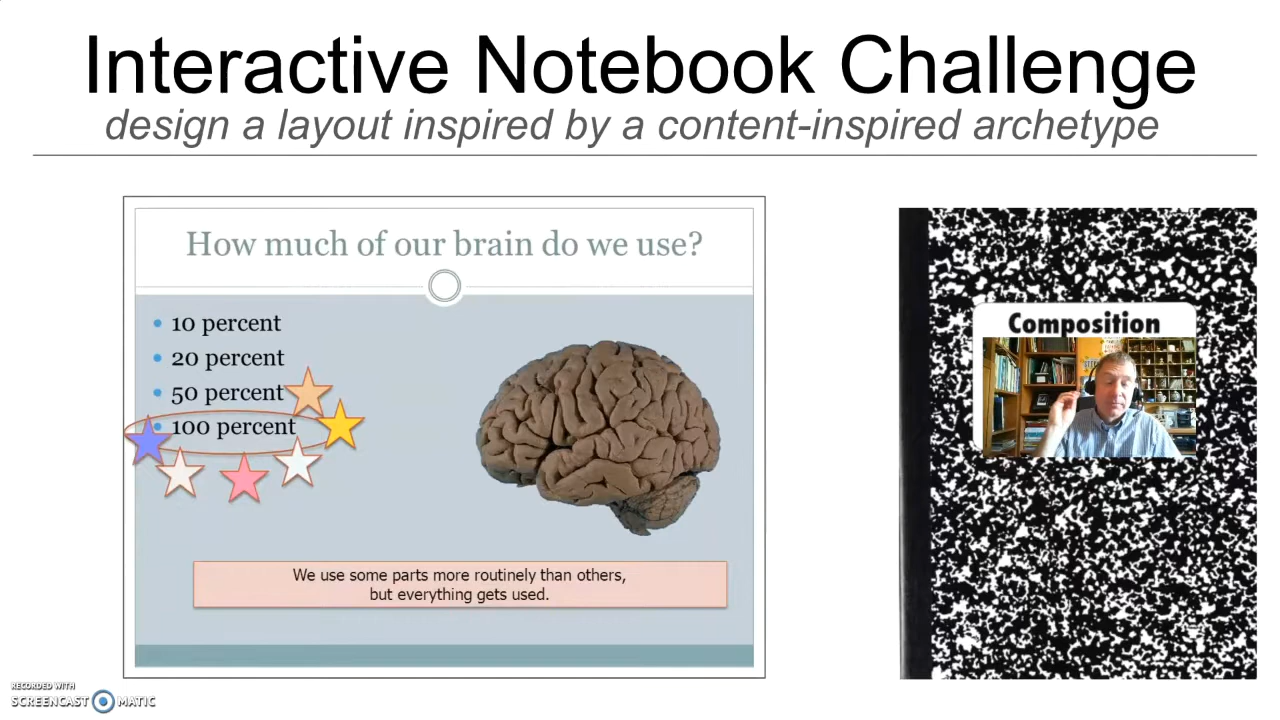 Interactive Notebook Challenge
design a layout inspired by a content-inspired archetype
How much of our brain do we use?
10 percent
20 percent
50 percent
100 percent
We use some parts more routinely than others,
but everything gets used.
Composition
RECORDED WITH
SCREENCAST MATIC